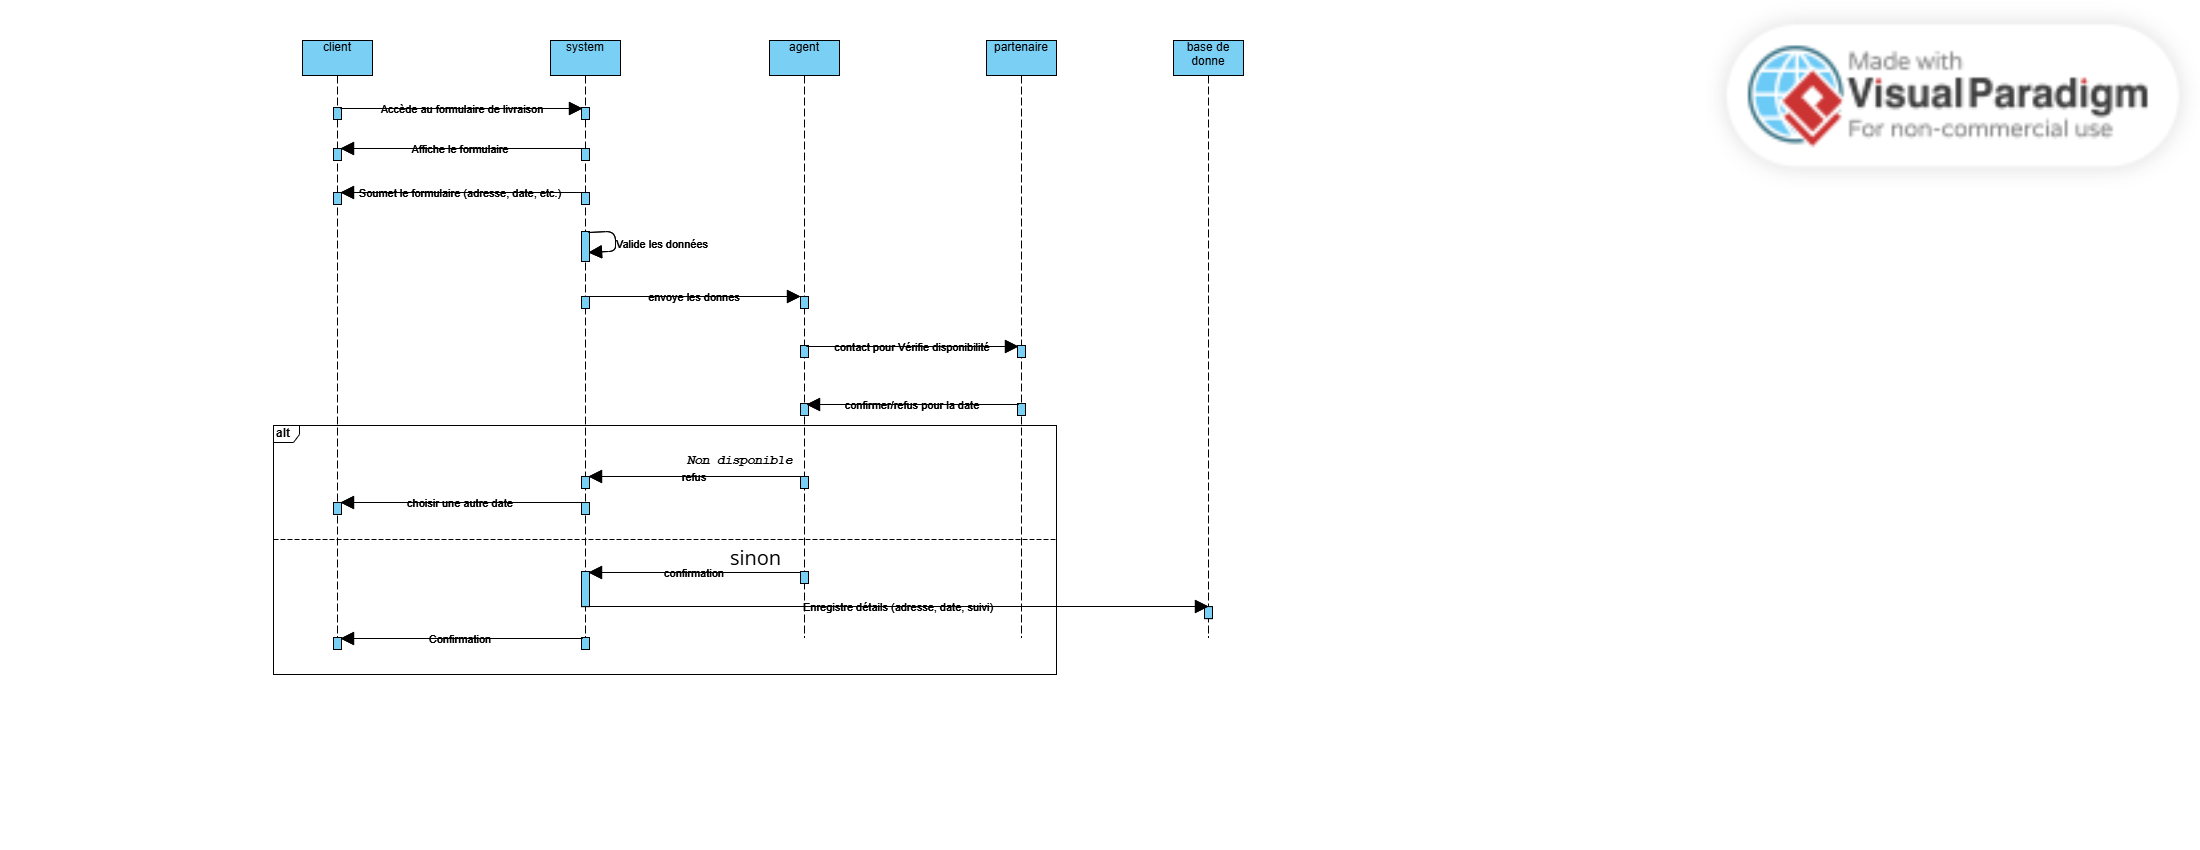 client
system
agent
partenaire
base de
donne
Made with
Visual Paradigm
For non-commercial use
Accède au formulaire de livraison
Affiche le formulaire
Soumet le formulaire (adresse, date, etc.)
Valide les données
envoye les donnes
contact pour Vérifie disponibilité
confirmer/refus pour la date
alt
Non disponible
refus
choisir une autre date
sinon
confirmation
Enregistre détails (adresse, date, suivi)
Confirmation